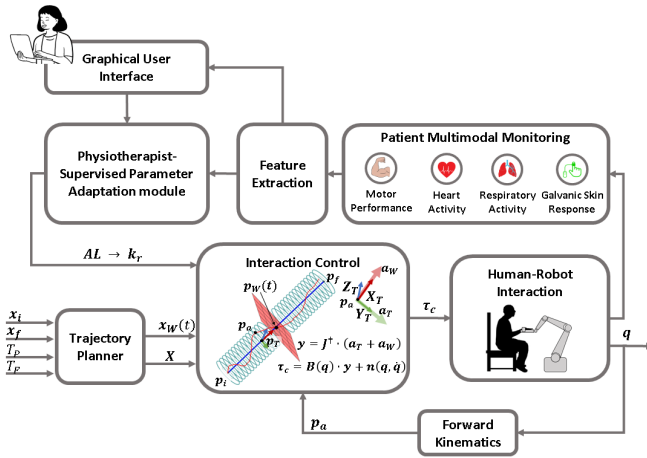 Graphical User
Interface
Physiotherapist-
Supervised Parameter
Adaptation module
Feature
Extraction
Patient Multimodal Monitoring
Motor
Performance
Heart
Activity
Respiratory
Activity
Galvanic Skin
Response
AL → k_r
Interaction Control
p_W(t)
p_f
a_W
Z_T
X_T
p_a
Y_T
a_T
p_a
p_T
y = J^† · (a_T + a_W)
τ_c = B(q) · y + n(q, q̇)
p_i
τ_c
Human-Robot
Interaction
q
x_i
x_f
T_P
T_F
Trajectory
Planner
x_W(t)
X
p_a
Forward
Kinematics